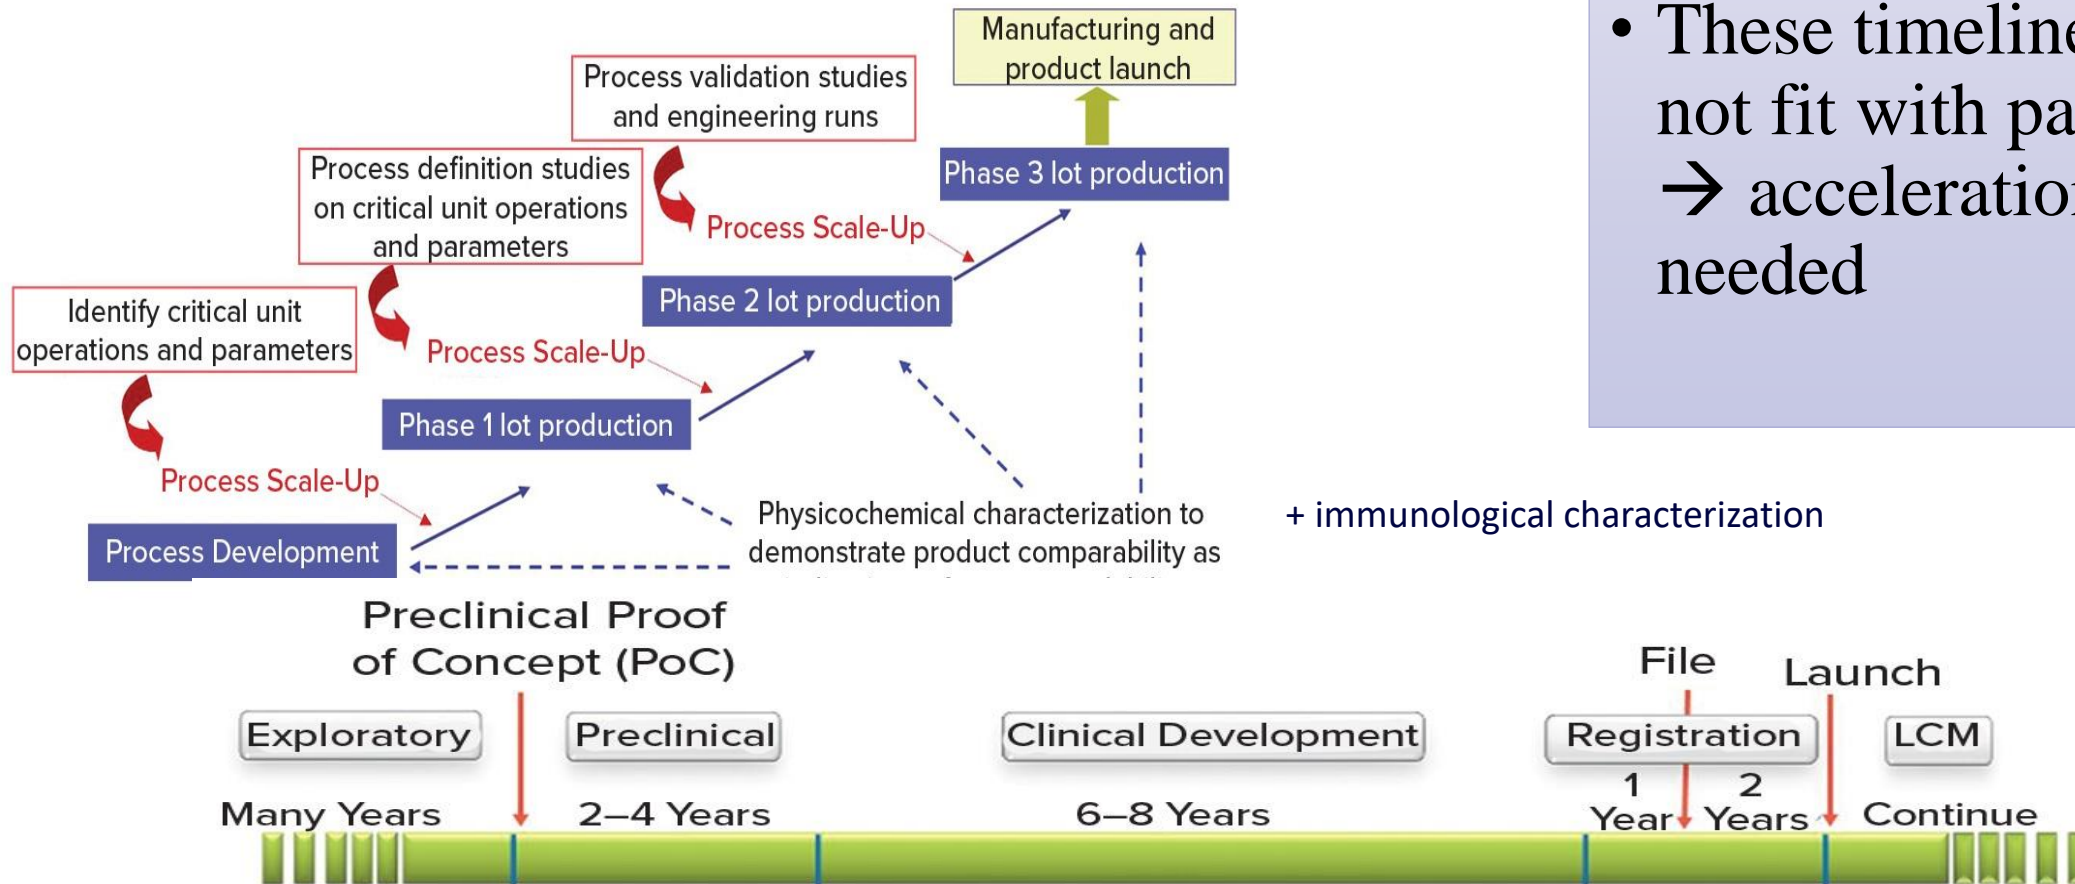 Manufacturing and
product launch
Process validation studies
and engineering runs
Phase 3 lot production
Process definition studies
on critical unit operations
and parameters
Process Scale-Up
Phase 2 lot production
Identify critical unit
operations and parameters
Process Scale-Up
Phase 1 lot production
Process Scale-Up
Process Development
Physicochemical characterization to
demonstrate product comparability as
+ immunological characterization
• These
not fit with
→
needed
Preclinical Proof
of Concept (PoC)
File
Launch
Exploratory
Preclinical
Clinical Development
Registration
LCM
Many Years
2–4 Years
6–8 Years
1
Year
2
Years
Continue